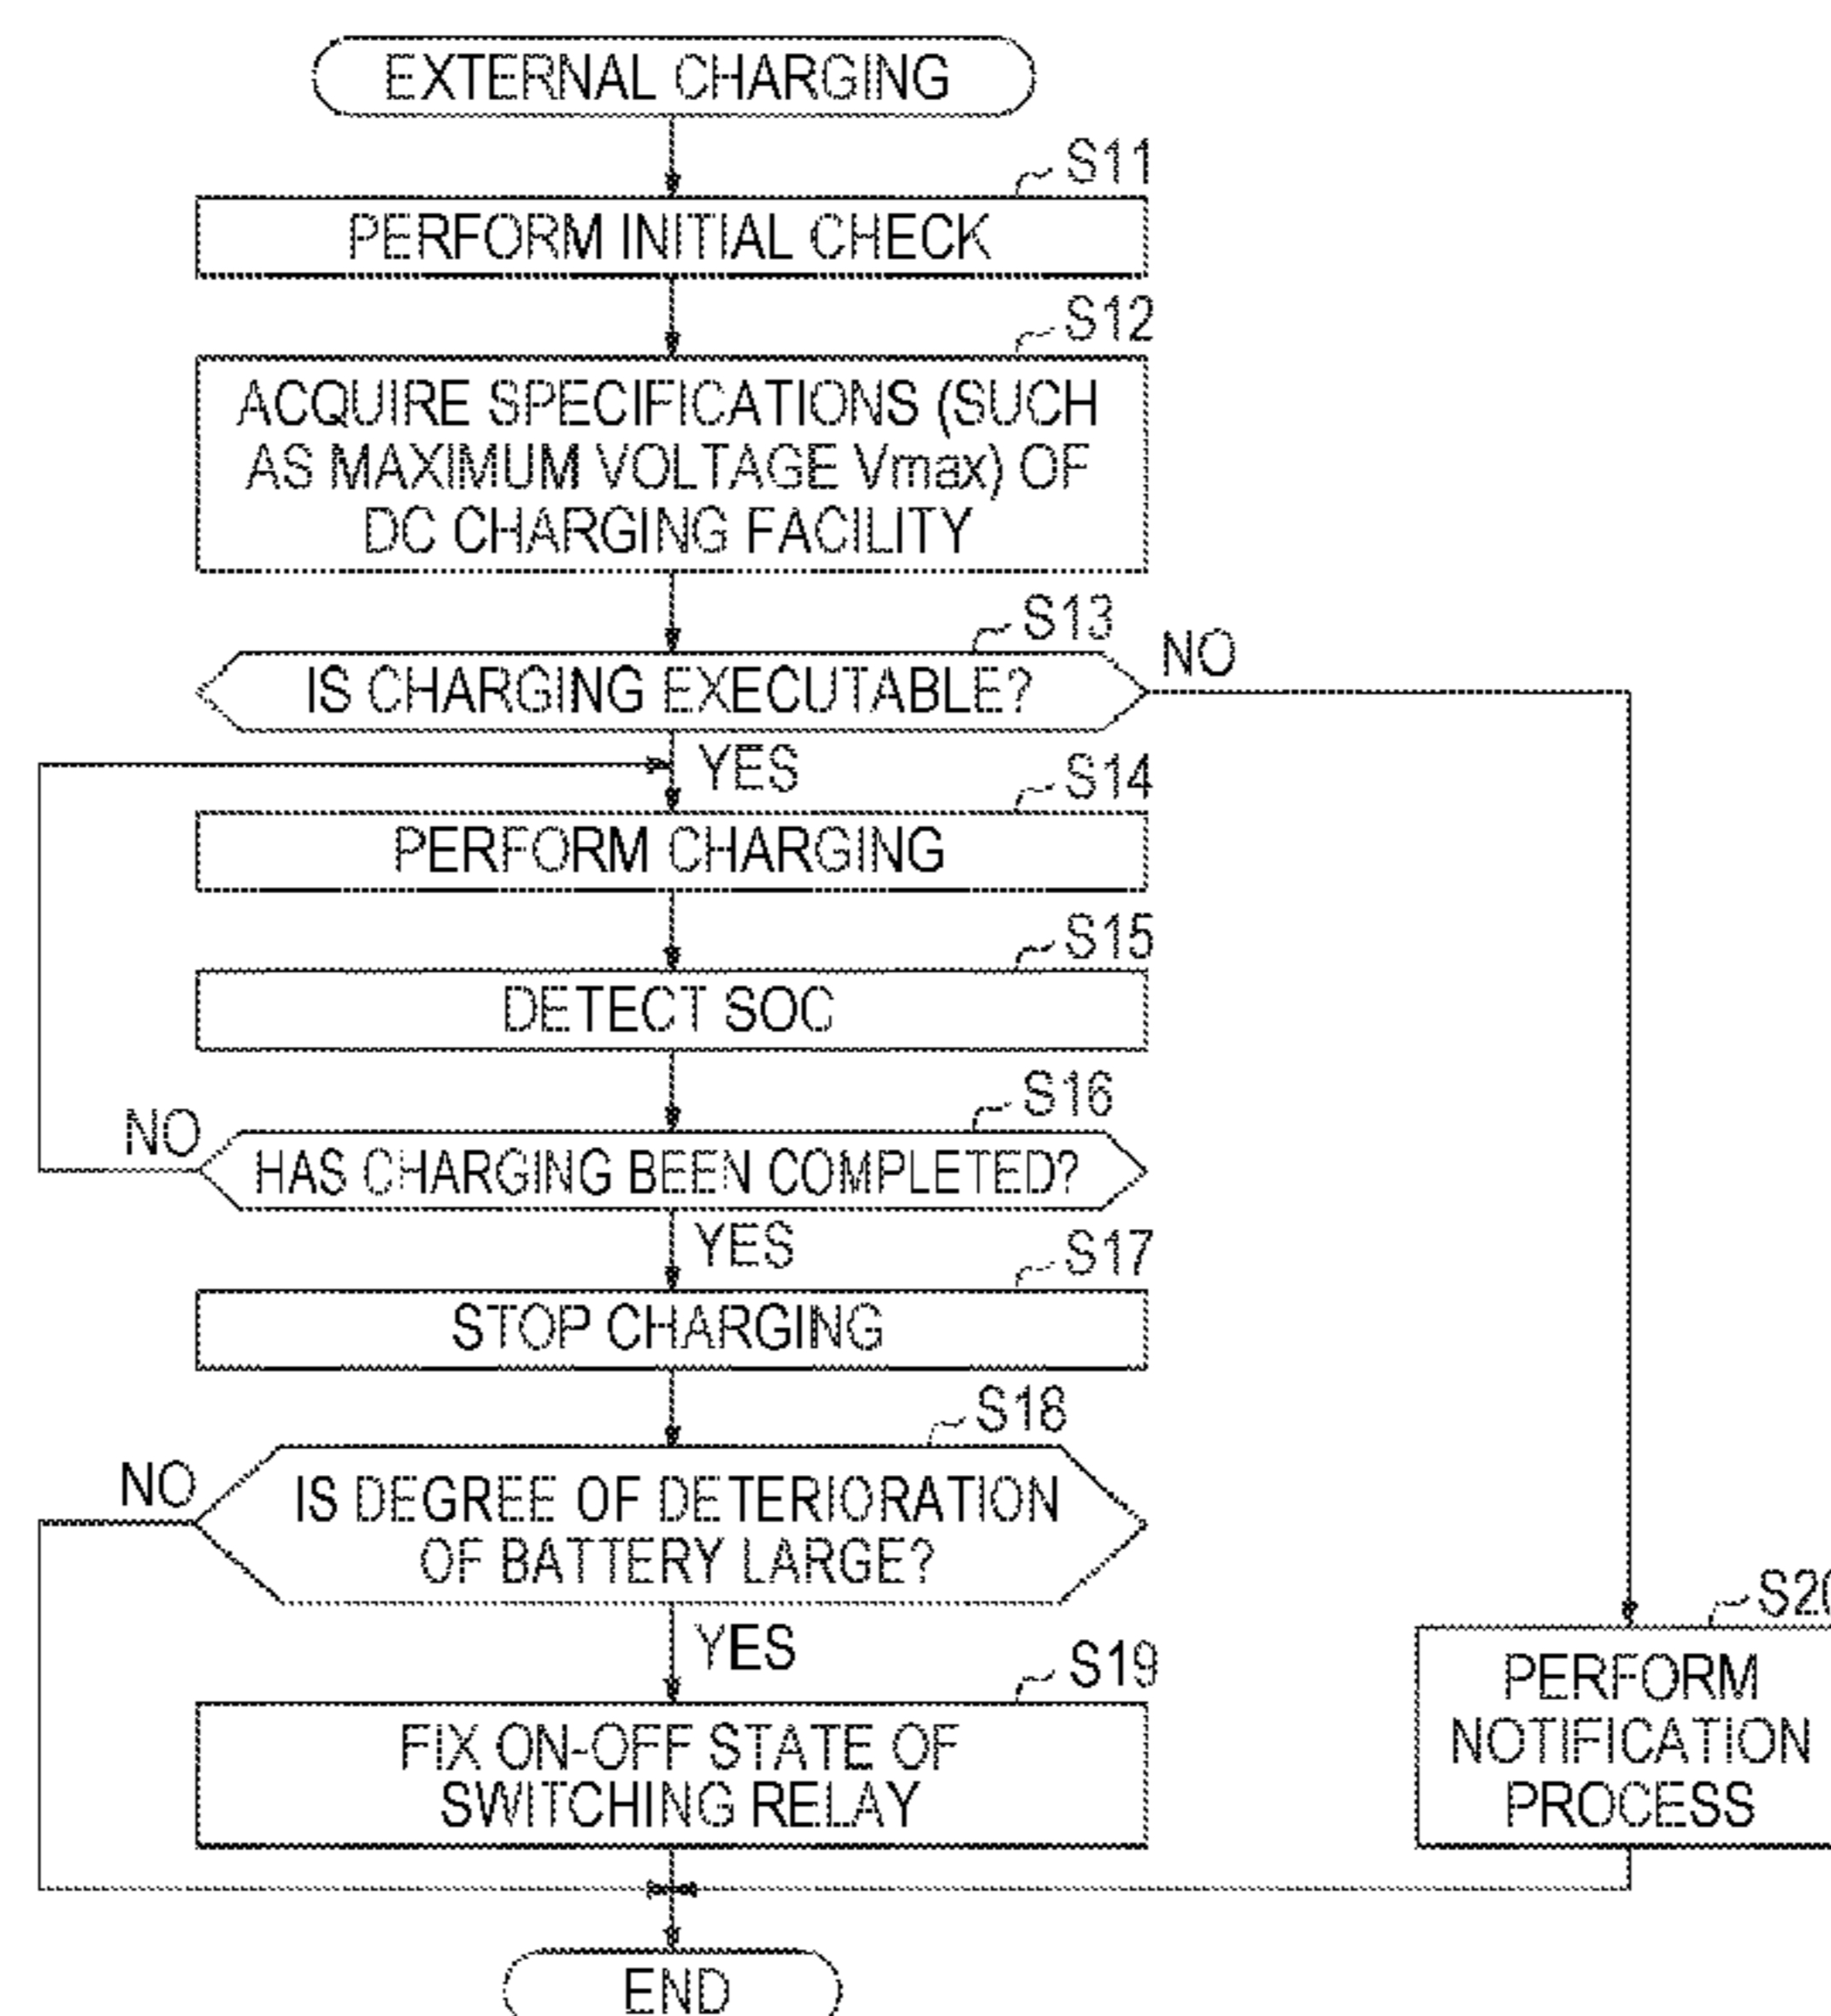 EXTERNAL CHARGING
S11
PERFORM INITIAL CHECK
S12
ACQUIRE SPECIFICATIONS (SUCH
AS MAXIMUM VOLTAGE Vmax) OF
DC CHARGING FACILITY
S13
IS CHARGING EXECUTABLE?
NO
YES
S14
PERFORM CHARGING
S15
DETECT SOC
S16
NO
HAS CHARGING BEEN COMPLETED?
YES
S17
STOP CHARGING
S18
NO
IS DEGREE OF DETERIORATION
OF BATTERY LARGE?
YES
S19
FIX ON-OFF STATE OF
SWITCHING RELAY
S20
PERFORM
NOTIFICATION
PROCESS
END